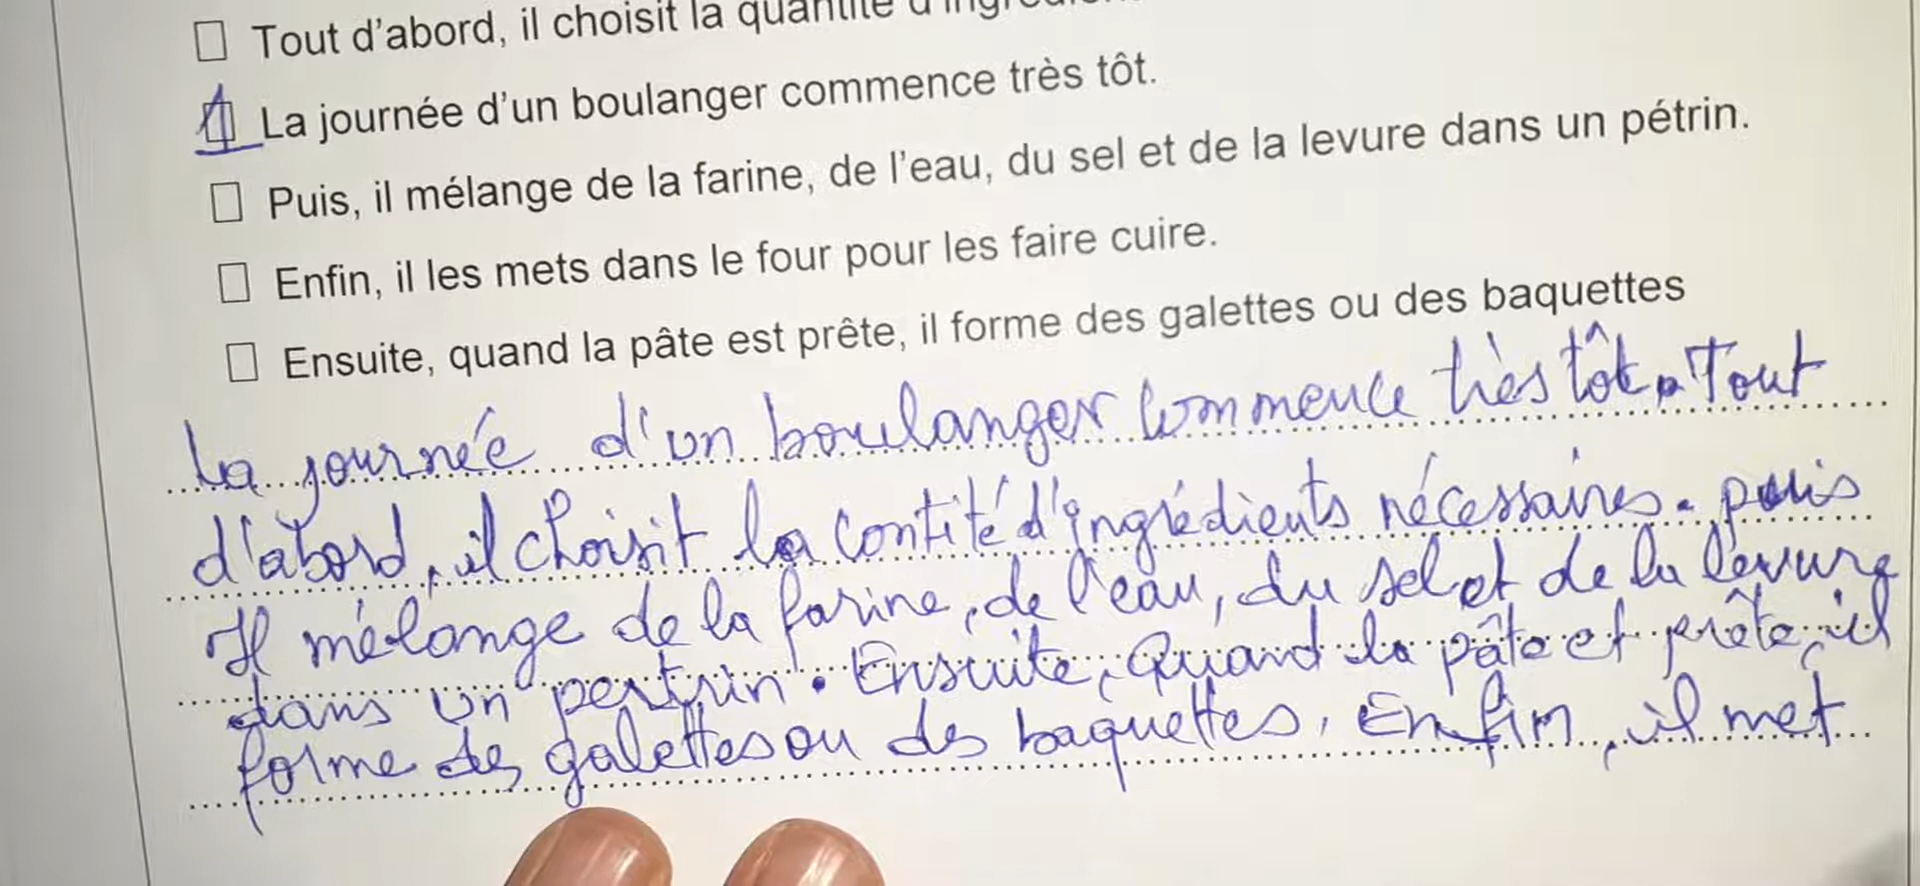 Tout d'abord, il choisit la quantité d'ingrédien
1 La journée d'un boulanger commence très tôt.
Puis, il mélange de la farine, de l'eau, du sel et de la levure dans un pétrin.
Enfin, il les mets dans le four pour les faire cuire.
Ensuite, quand la pâte est prête, il forme des galettes ou des baquettes
La journée d'un boulanger commence très tôt. Tout
d'abord, il choisit la contité d'ingrédients nécessaires. puis
Il mélange de la farine, de l'eau, du sel et de la levure
dans un pestrin. Ensuite, Quand la pâte et prête, il
forme des galettes ou des baquettes, Enfin, il met